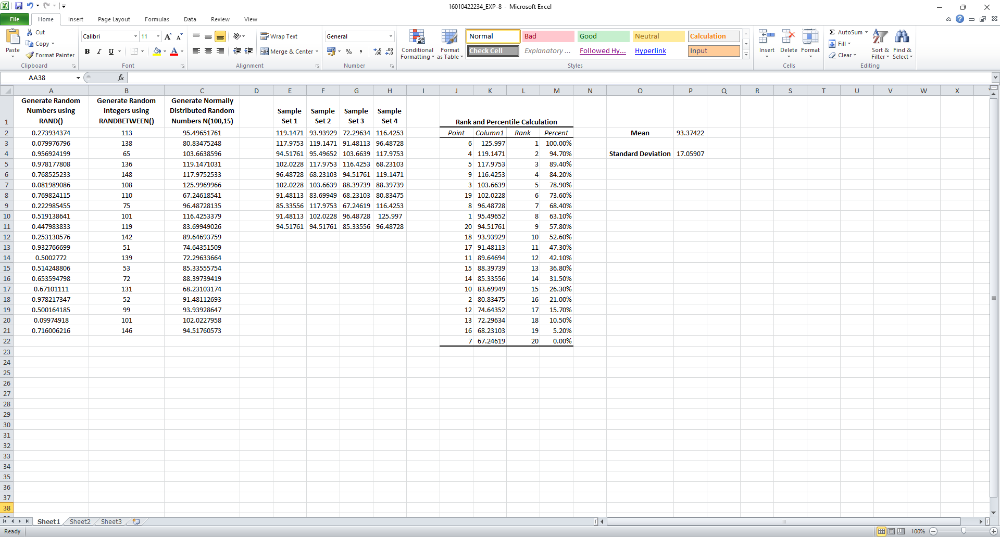 16010422234_EXP-8 - Microsoft Excel
File Home Insert Page Layout Formulas Data Review View
Paste Cut Copy Format Painter Clipboard
Calibri 11 B I U Font
Wrap Text Merge & Center Alignment
General % , Number
Conditional Formatting Format as Table
Normal Bad Good Neutral Calculation
Check Cell Explanatory ... Followed Hy... Hyperlink Input
Styles
Insert Delete Format Cells
Σ AutoSum Fill Clear Sort & Filter Find & Select Editing
AA38 fx
A B C D E F G H I J K L M N O P Q R S T U V W X
Generate Random Numbers using RAND() Generate Random Integers using RANDBETWEEN() Generate Normally Distributed Random Numbers N(100,15) Sample Set 1 Sample Set 2 Sample Set 3 Sample Set 4
1 Rank and Percentile Calculation
2 0.273934374 113 95.49651761 119.1471 93.93929 72.29634 116.4253 Point Column1 Rank Percent Mean 93.37422
3 0.079976796 138 80.83475248 117.9753 119.1471 91.48113 96.48728 6 125.997 1 100.00%
4 0.956924199 65 103.6638596 94.51761 95.49652 103.6639 117.9753 4 119.1471 2 94.70% Standard Deviation 17.05907
5 0.978177808 136 119.1471031 102.0228 117.9753 116.4253 68.23103 5 117.9753 3 89.40%
6 0.768525233 148 117.9752533 96.48728 68.23103 94.51761 119.1471 9 116.4253 4 84.20%
7 0.081989086 108 125.9969966 102.0228 103.6639 88.39739 88.39739 3 103.6639 5 78.90%
8 0.769824115 110 67.24618541 91.48113 83.69949 68.23103 80.83475 19 102.0228 6 73.60%
9 0.222985455 75 96.48728135 85.33556 117.9753 67.24619 116.4253 8 96.48728 7 68.40%
10 0.519138641 101 116.4253379 91.48113 102.0228 96.48728 125.997 1 95.49652 8 63.10%
11 0.447983833 119 83.69949026 94.51761 94.51761 85.33556 96.48728 20 94.51761 9 57.80%
12 0.253130576 142 89.64693759 18 93.93929 10 52.60%
13 0.932766699 51 74.64351509 17 91.48113 11 47.30%
14 0.5002772 139 72.29633664 11 89.64694 12 42.10%
15 0.514248806 53 85.33555754 15 88.39739 13 36.80%
16 0.653594798 72 88.39739419 14 85.33556 14 31.50%
17 0.67101111 131 68.23103174 10 83.69949 15 26.30%
18 0.978217347 52 91.48112693 2 80.83475 16 21.00%
19 0.500164185 99 93.93928647 12 74.64352 17 15.70%
20 0.09974918 101 102.0227958 13 72.29634 18 10.50%
21 0.716006216 146 94.51760573 16 68.23103 19 5.20%
22 7 67.24619 20 0.00%
23
24
25
26
27
28
29
30
31
32
33
34
35
36
37
38
Sheet1 Sheet2 Sheet3
Ready 100%